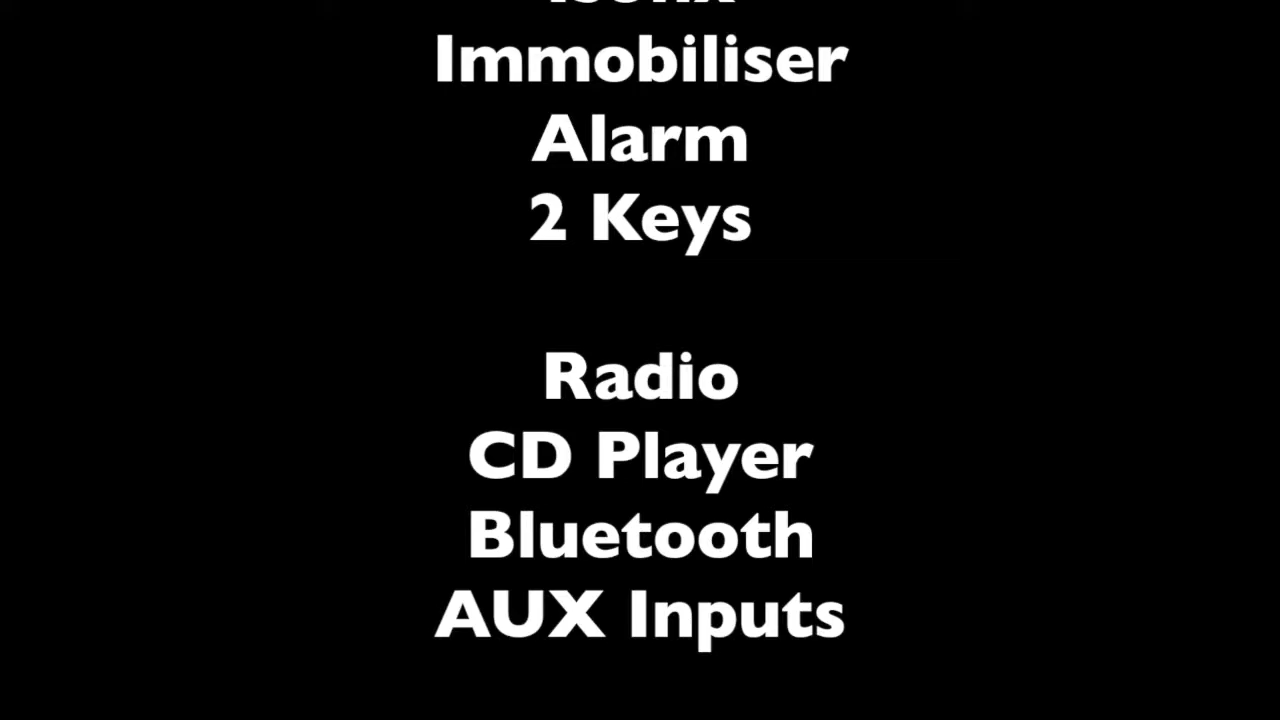 Immobiliser
Alarm
2 Keys
Radio
CD Player
Bluetooth
AUX Inputs